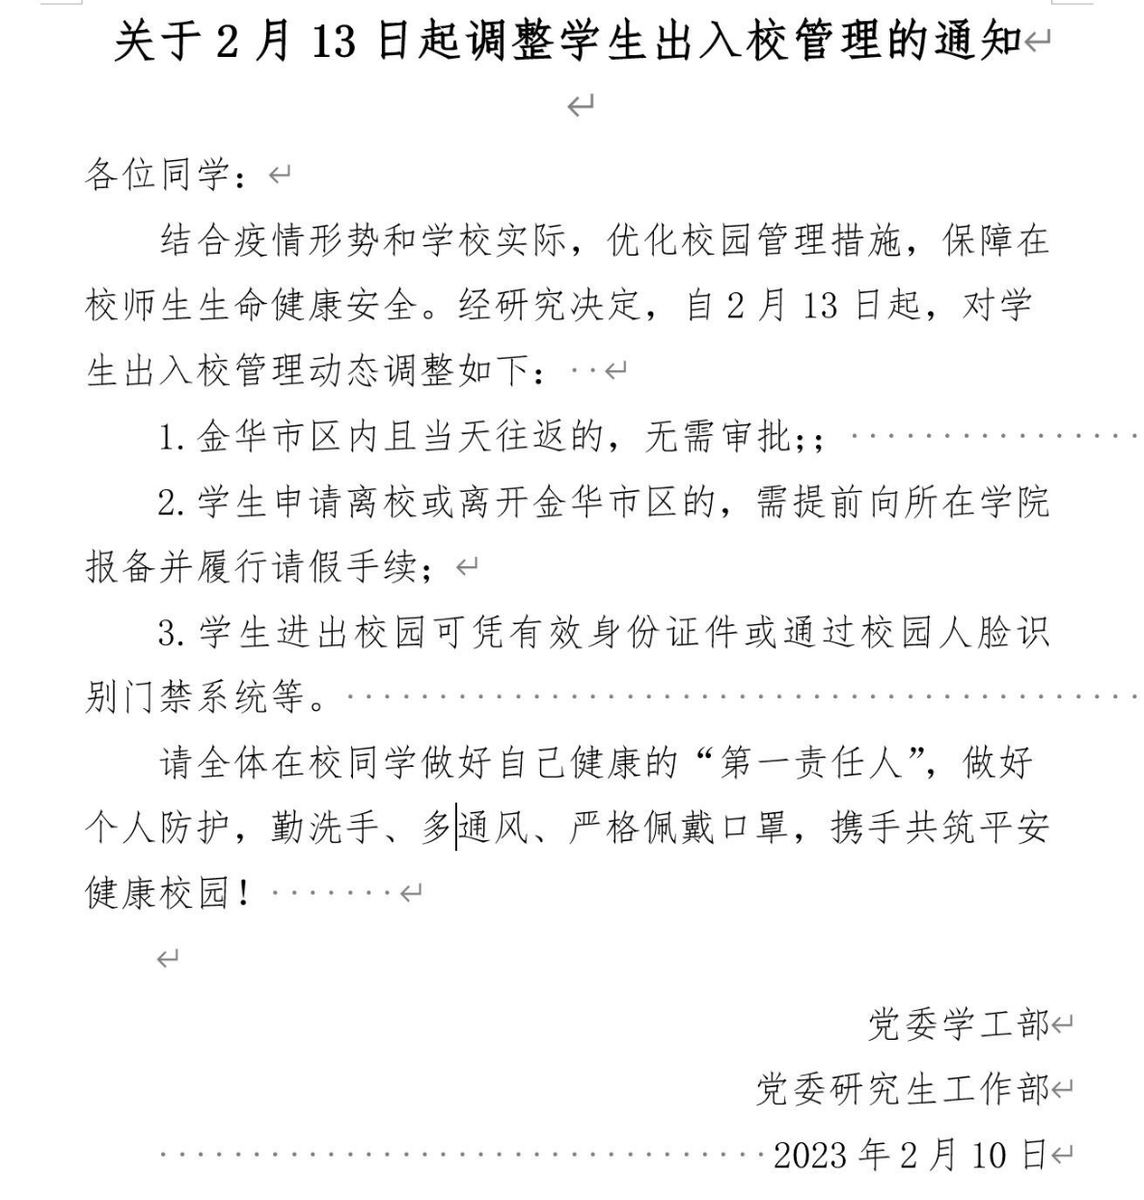 关于 2 月 13 日起调整学生出入校管理的通知
各位同学：
结合疫情形势和学校实际，优化校园管理措施，保障在
校师生生命健康安全。经研究决定，自 2 月 13 日起，对学
生出入校管理动态调整如下：
1. 金华市区内且当天往返的，无需审批；；
2. 学生申请离校或离开金华市区的，需提前向所在学院
报备并履行请假手续；
3. 学生进出校园可凭有效身份证件或通过校园人脸识
别门禁系统等。
请全体在校同学做好自己健康的“第一责任人”，做好
个人防护，勤洗手、多通风、严格佩戴口罩，携手共筑平安
健康校园！
党委学工部
党委研究生工作部
2023 年 2 月 10 日